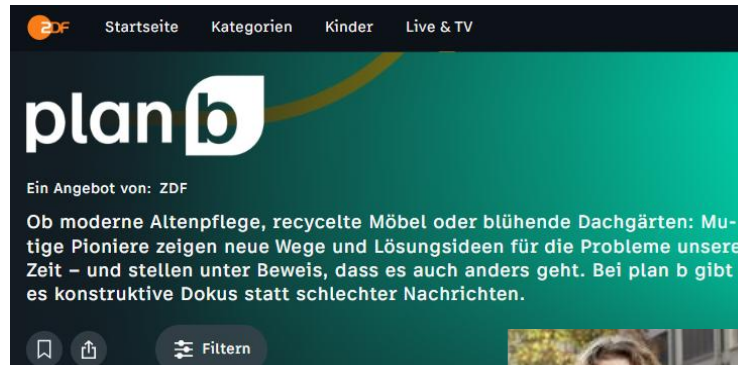 ZDF Startseite Kategorien Kinder Live & TV
plan b
Ein Angebot von: ZDF
Ob moderne Altenpflege, recycelte Möbel oder blühende Dachgärten: Mu-
tige Pioniere zeigen neue Wege und Lösungsideen für die Probleme unsere
Zeit – und stellen unter Beweis, dass es auch anders geht. Bei plan b gibt
es konstruktive Dokus statt schlechter Nachrichten.
Filtern